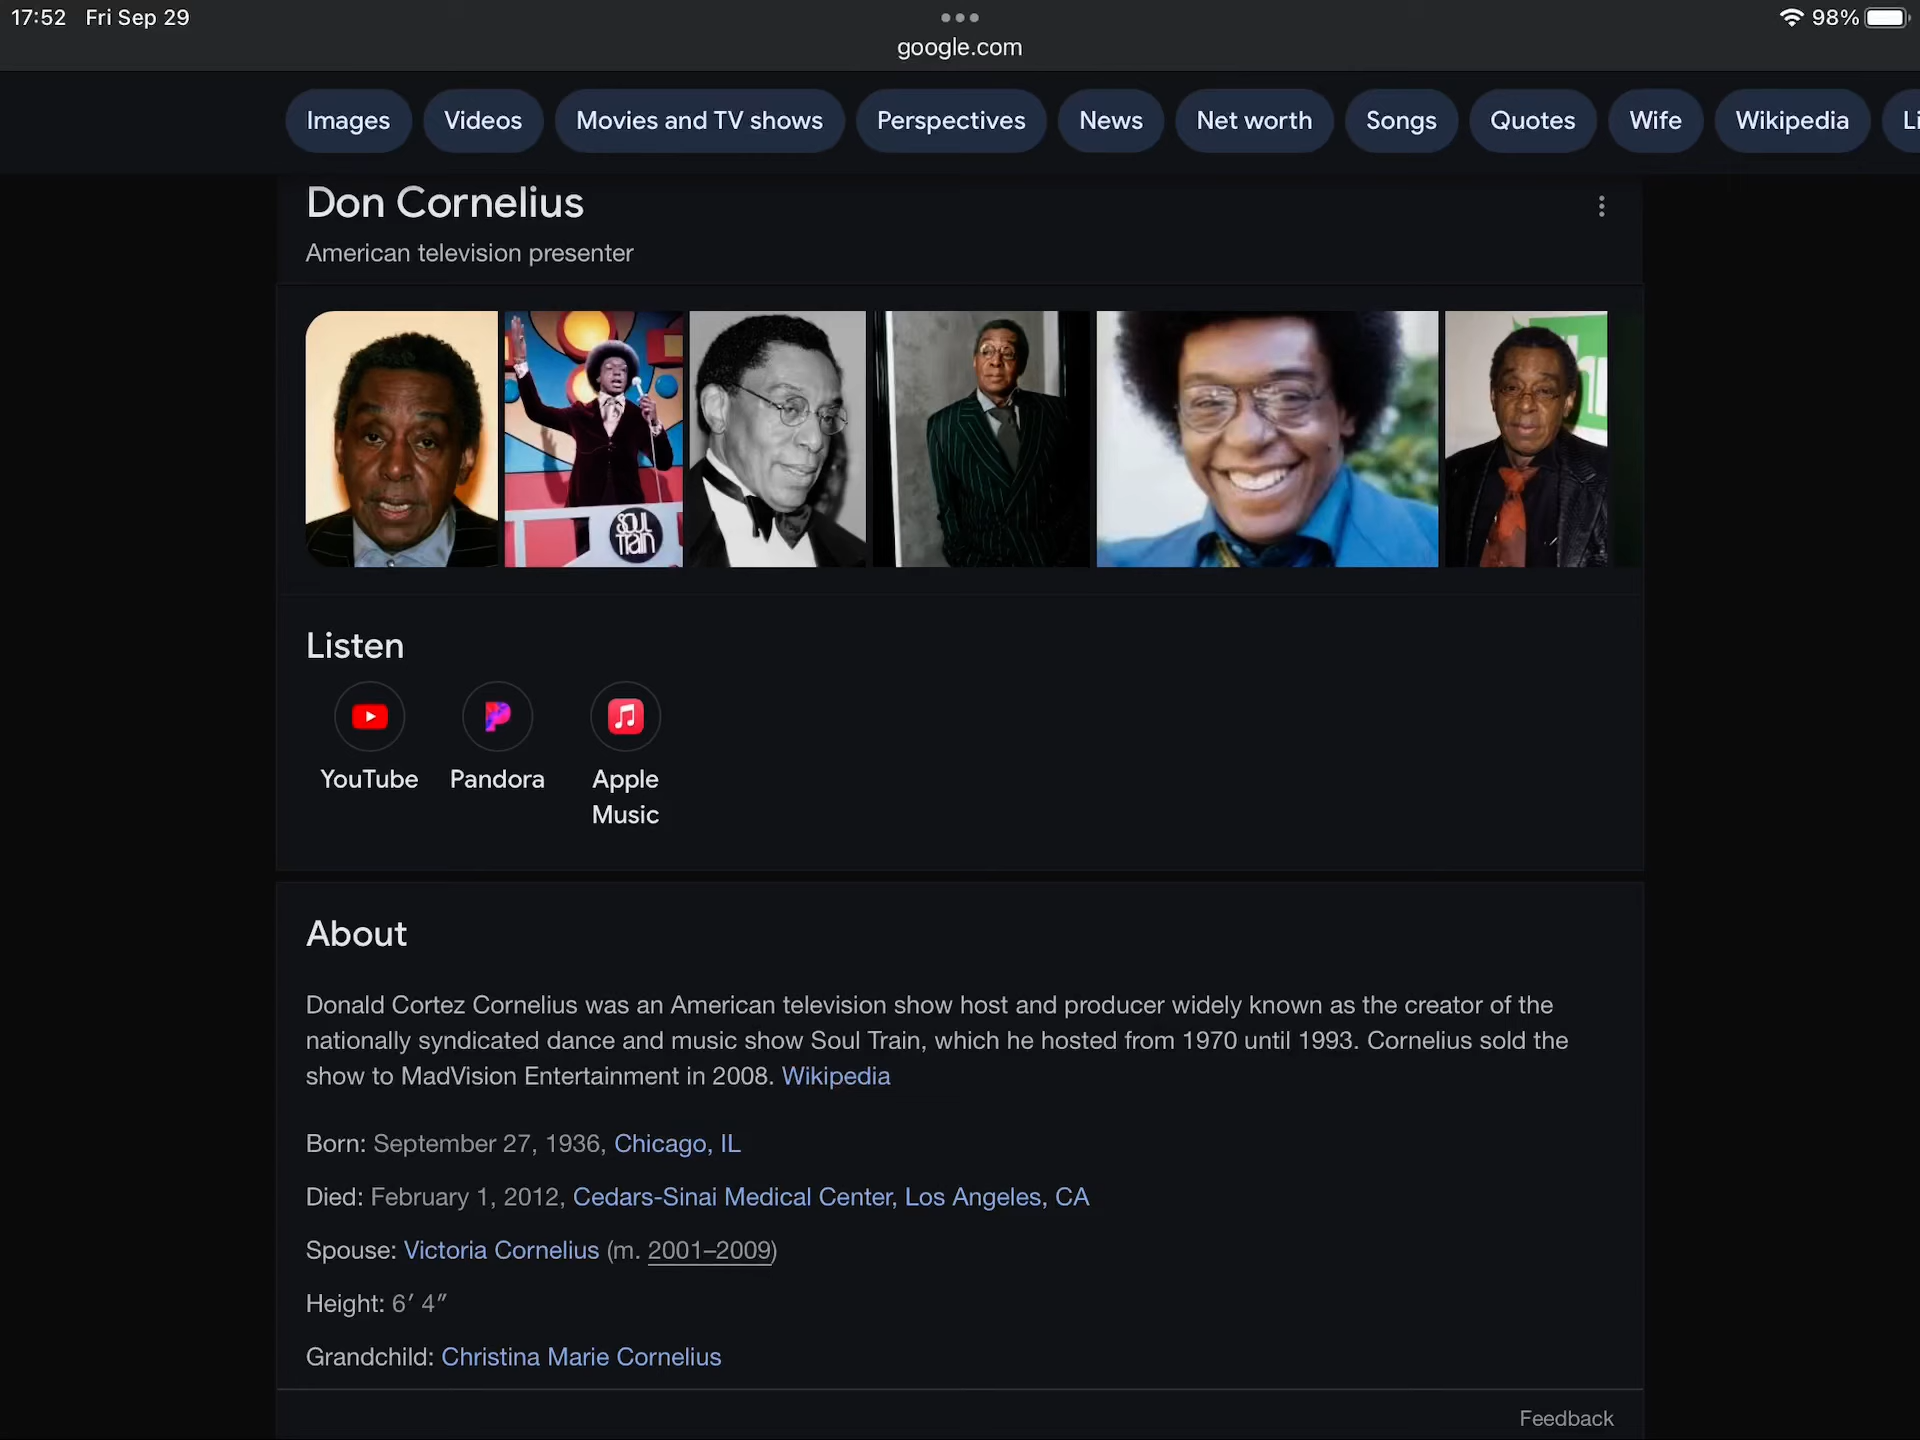 17:52 Fri Sep 29
98%
google.com
Images Videos Movies and TV shows Perspectives News Net worth Songs Quotes Wife Wikipedia Li
Don Cornelius
American television presenter
SOUL
TRAIN
Listen
YouTube Pandora Apple
Music
About
Donald Cortez Cornelius was an American television show host and producer widely known as the creator of the
nationally syndicated dance and music show Soul Train, which he hosted from 1970 until 1993. Cornelius sold the
show to MadVision Entertainment in 2008. Wikipedia
Born: September 27, 1936, Chicago, IL
Died: February 1, 2012, Cedars-Sinai Medical Center, Los Angeles, CA
Spouse: Victoria Cornelius (m. 2001–2009)
Height: 6′ 4″
Grandchild: Christina Marie Cornelius
Feedback